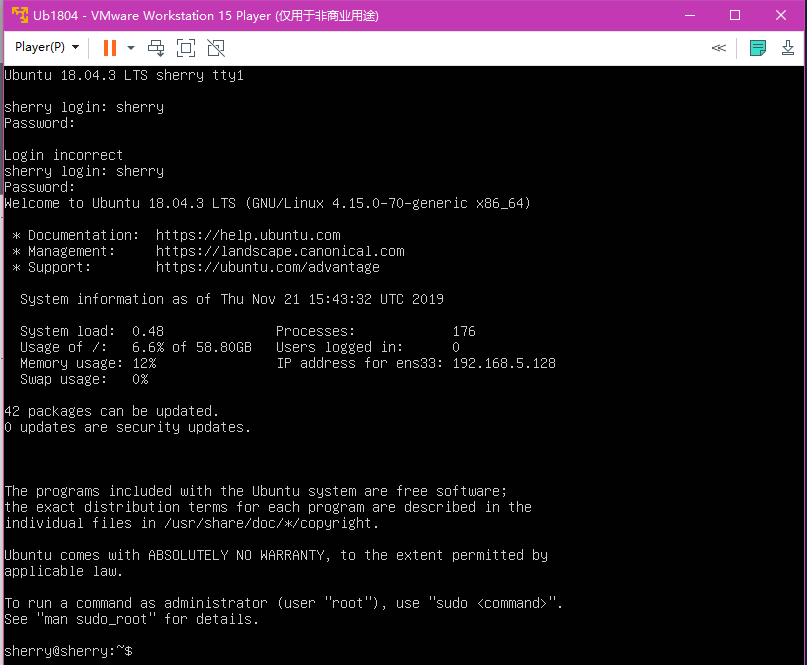 Ub1804 - VMware Workstation 15 Player (仅用于非商业用途)
Player(P)
Ubuntu 18.04.3 LTS sherry tty1
sherry login: sherry
Password:
Login incorrect
sherry login: sherry
Password:
Welcome to Ubuntu 18.04.3 LTS (GNU/Linux 4.15.0-70-generic x86_64)
* Documentation:  https://help.ubuntu.com
* Management:     https://landscape.canonical.com
* Support:        https://ubuntu.com/advantage
System information as of Thu Nov 21 15:43:32 UTC 2019
System load:  0.48              Processes:            176
Usage of /:   6.6% of 58.80GB   Users logged in:      0
Memory usage: 12%               IP address for ens33: 192.168.5.128
Swap usage:   0%
42 packages can be updated.
0 updates are security updates.
The programs included with the Ubuntu system are free software;
the exact distribution terms for each program are described in the
individual files in /usr/share/doc/*/copyright.
Ubuntu comes with ABSOLUTELY NO WARRANTY, to the extent permitted by
applicable law.
To run a command as administrator (user "root"), use "sudo <command>".
See "man sudo_root" for details.
sherry@sherry:~$